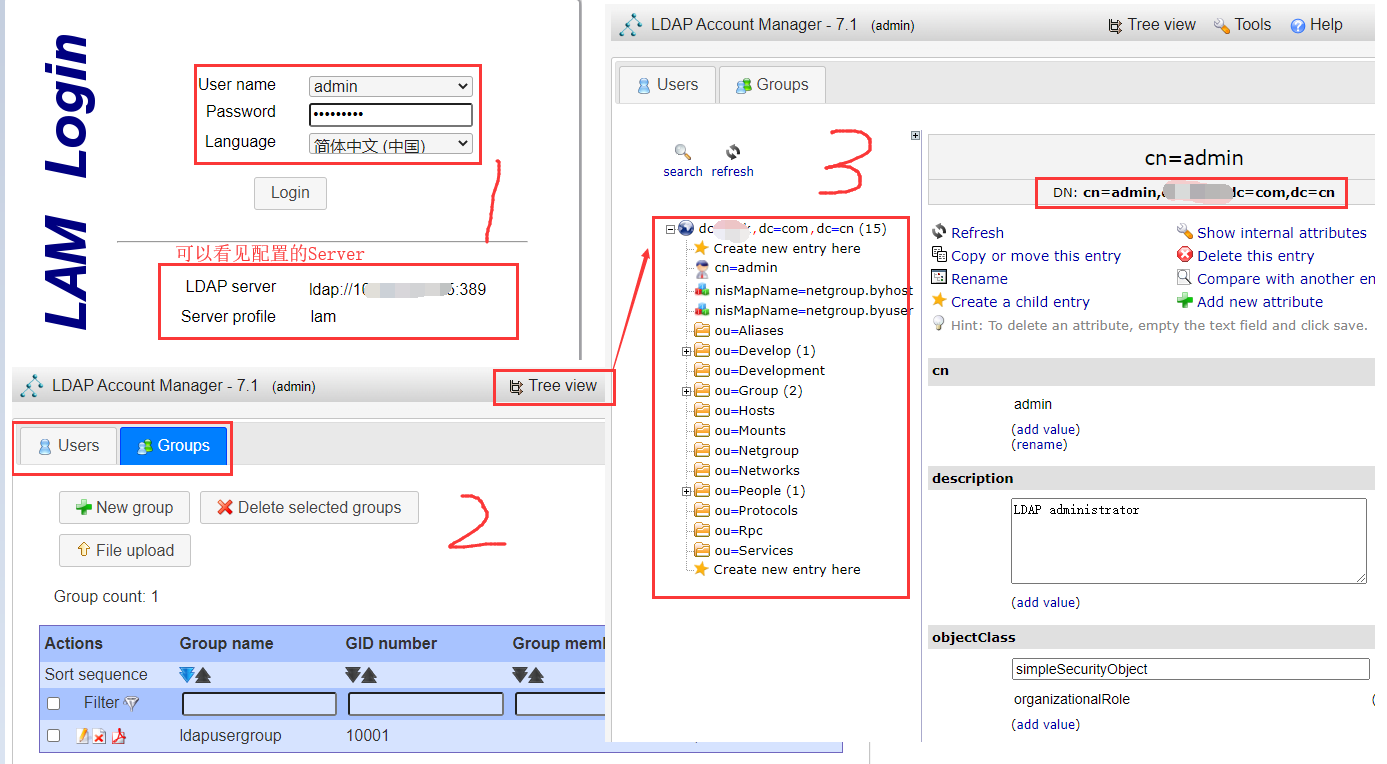 LAM Login
User name admin
Password •••••••••
Language 简体中文 (中国)
Login
1
可以看见配置的Server
LDAP server ldap://10 5:389
Server profile lam
LDAP Account Manager - 7.1 (admin) Tree view
Users Groups
2
New group Delete selected groups
File upload
Group count: 1
Actions Group name GID number Group mem
Sort sequence
Filter
ldapusergroup 10001
LDAP Account Manager - 7.1 (admin) Tree view Tools Help
Users Groups
3
search refresh
dc k,dc=com,dc=cn (15)
Create new entry here
cn=admin
nisMapName=netgroup.byhost
nisMapName=netgroup.byuser
ou=Aliases
ou=Develop (1)
ou=Development
ou=Group (2)
ou=Hosts
ou=Mounts
ou=Netgroup
ou=Networks
ou=People (1)
ou=Protocols
ou=Rpc
ou=Services
Create new entry here
cn=admin
DN: cn=admin, dc=com,dc=cn
Refresh Show internal attributes
Copy or move this entry Delete this entry
Rename Compare with another en
Create a child entry Add new attribute
Hint: To delete an attribute, empty the text field and click save.
cn
admin
(add value)
(rename)
description
LDAP administrator
(add value)
objectClass
simpleSecurityObject
organizationalRole (
(add value)